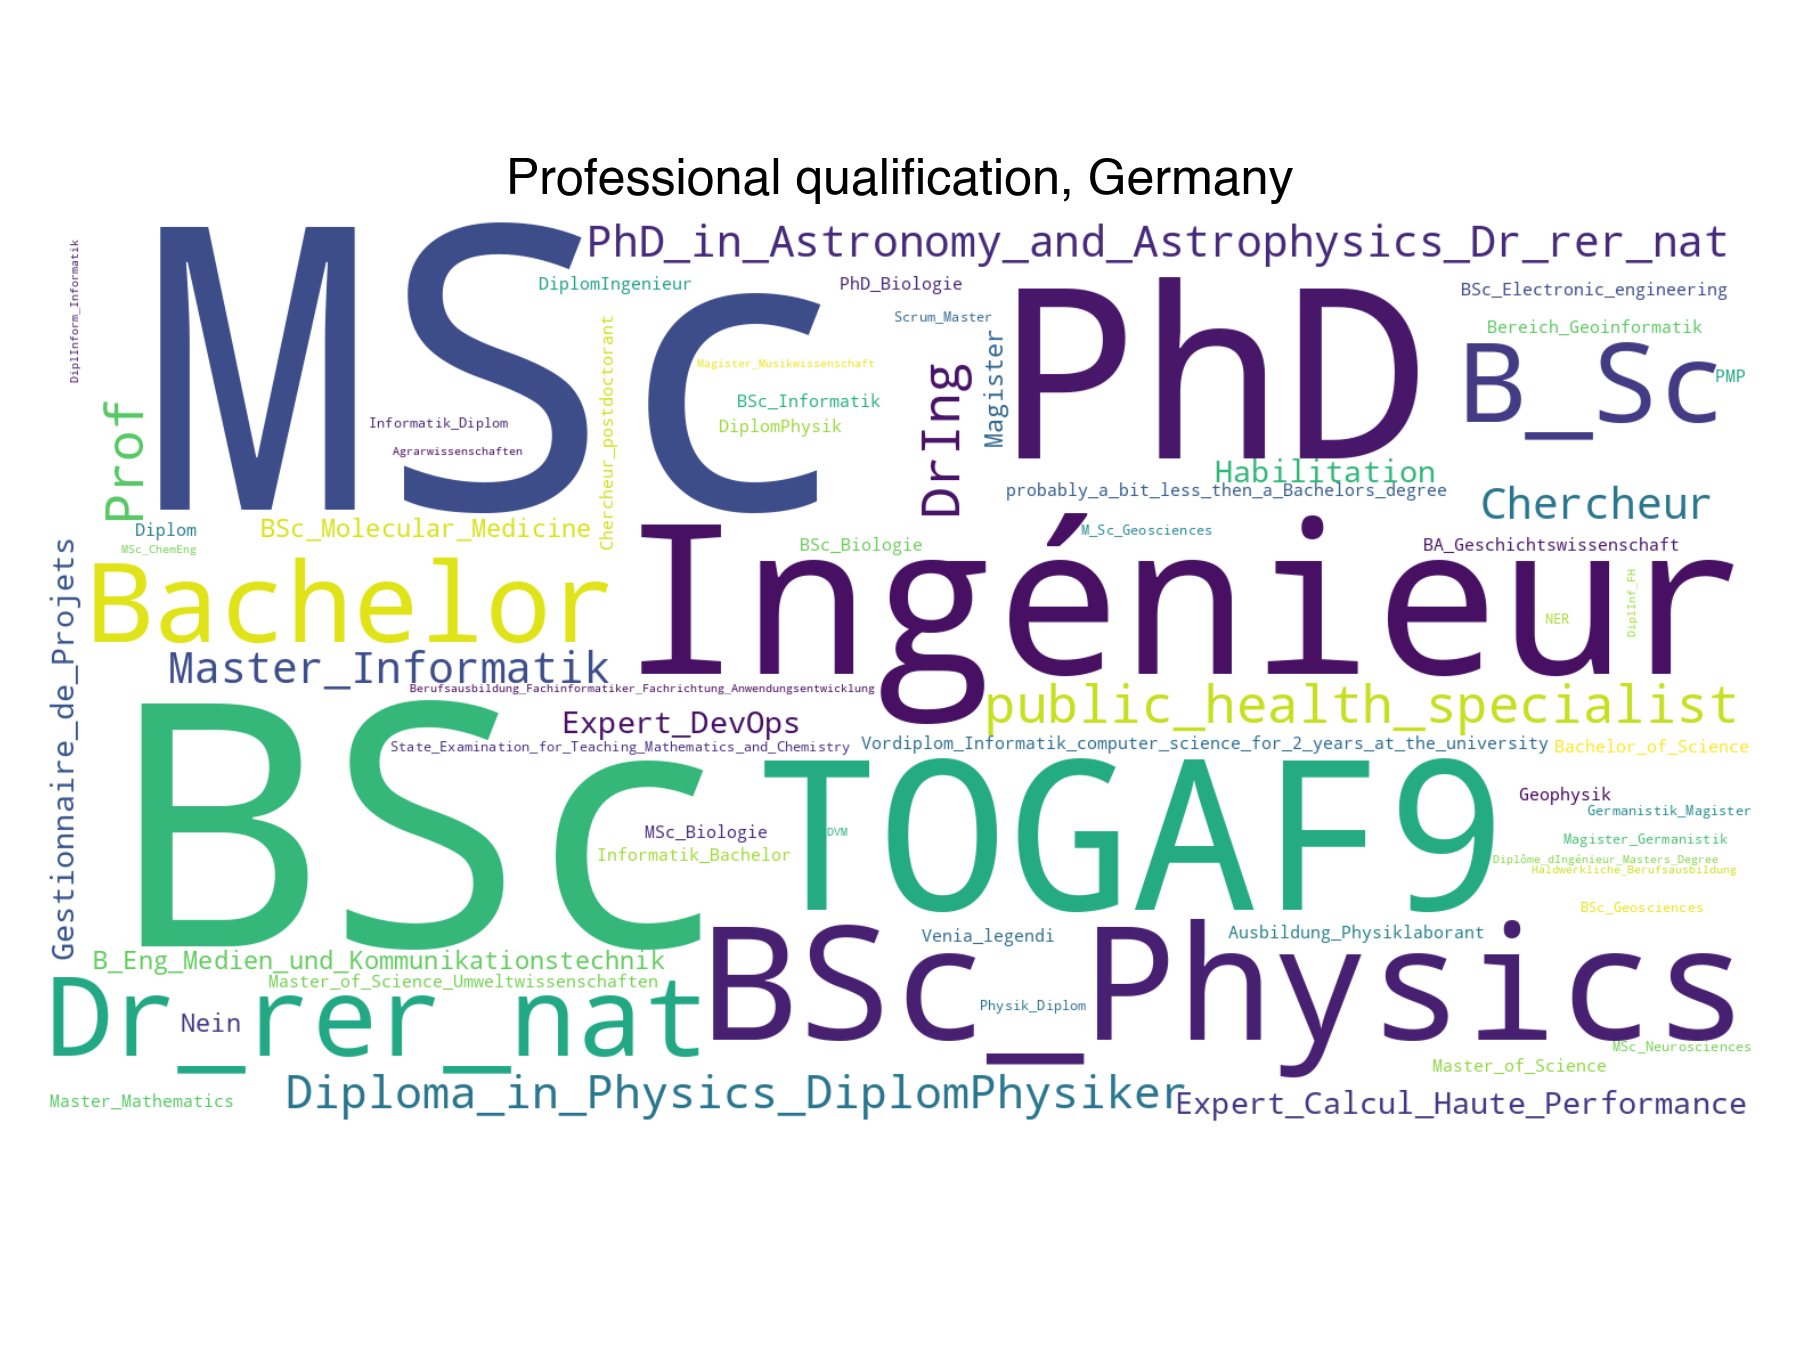 Professional qualification, Germany
MSc
PhD_in_Astronomy_and_Astrophysics_Dr_rer_nat
DiplInform_Informatik
DiplomIngenieur
PhD_Biologie
PhD
BSc_Electronic_engineering
Scrum_Master
Bereich_Geoinformatik
Chercheur_postdoctorant
Magister
B_Sc
Magister_Musikwissenschaft
DrIng
PMP
BSc_Informatik
Prof
Informatik_Diplom
DiplomPhysik
Agrarwissenschaften
Habilitation
probably_a_bit_less_then_a_Bachelors_degree
Chercheur
Diplom
BSc_Molecular_Medicine
M_Sc_Geosciences
MSc_ChemEng
BSc_Biologie
BA_Geschichtswissenschaft
Ingénieur
Bachelor
Gestionnaire_de_Projets
DiplInf_FH
NER
Master_Informatik
Berufsausbildung_Fachinformatiker_Fachrichtung_Anwendungsentwicklung
public_health_specialist
Expert_DevOps
State_Examination_for_Teaching_Mathematics_and_Chemistry
Vordiplom_Informatik_computer_science_for_2_years_at_the_university
Bachelor_of_Science
BSc
TOGAF9
Geophysik
Germanistik_Magister
MSc_Biologie
DVM
Magister_Germanistik
Informatik_Bachelor
Diplôme_dIngénieur_Masters_Degree
Haldwerkliche_Berufsausbildung
BSc_Geosciences
Venia_legendi
Ausbildung_Physiklaborant
B_Eng_Medien_und_Kommunikationstechnik
BSc_Physics
Master_of_Science_Umweltwissenschaften
Dr_rer_nat
Nein
Physik_Diplom
MSc_Neurosciences
Master_of_Science
Master_Mathematics
Diploma_in_Physics_DiplomPhysiker
Expert_Calcul_Haute_Performance